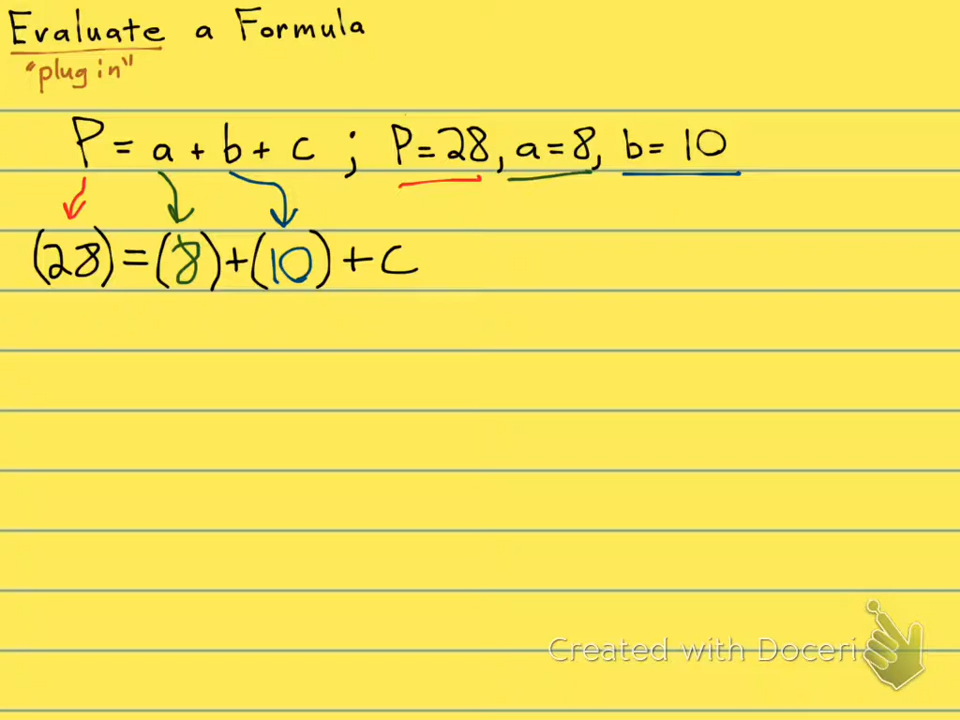 Evaluate a Formula
"plug in"
P = a + b + c ; P = 28, a = 8, b = 10
(28) = (8) + (10) + c
Created with Doceri